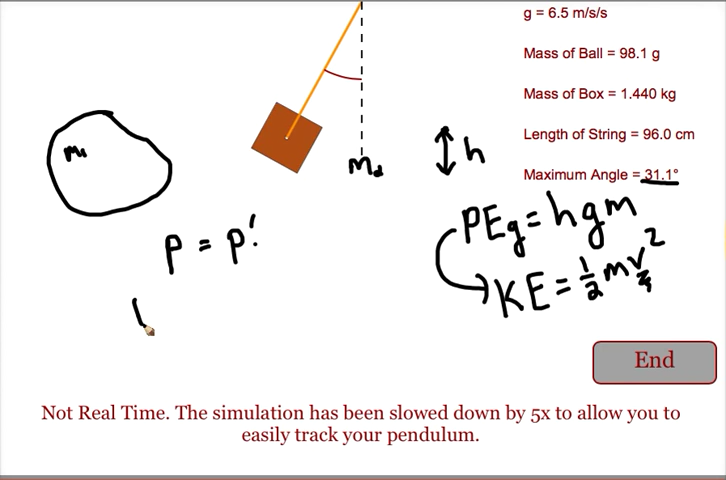 g = 6.5 m/s/s
Mass of Ball = 98.1 g
Mass of Box = 1.440 kg
Length of String = 96.0 cm
Maximum Angle = 31.1°
m₁
h
PEg = hgm
P = P'
KE = ½mv²
End
Not Real Time. The simulation has been slowed down by 5x to allow you to
easily track your pendulum.